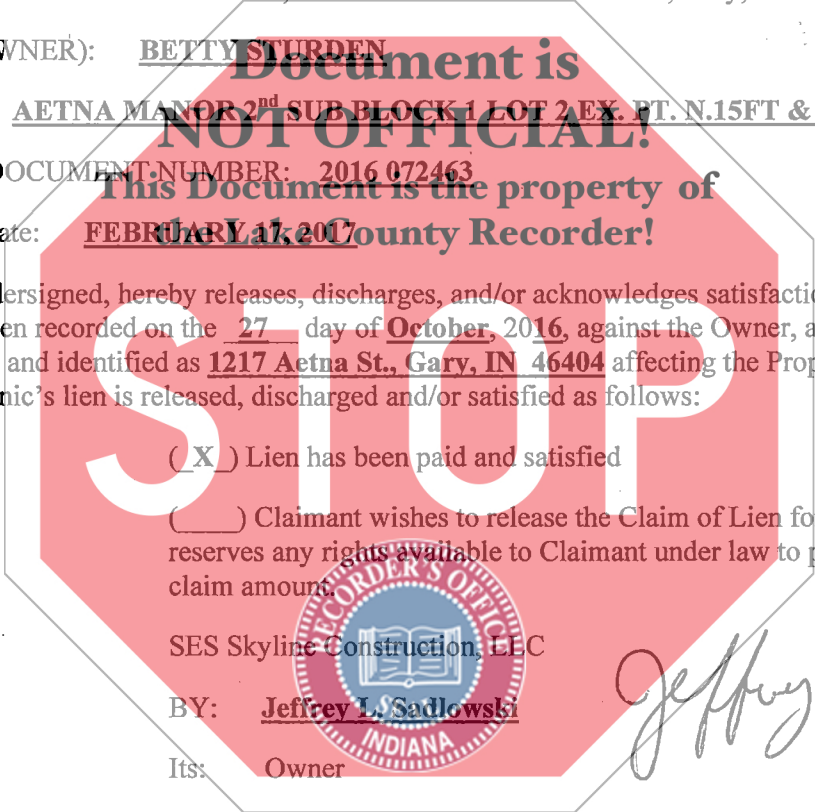 WNER): BETTY STURDEN
Document is
AETNA MANOR 2nd SUB BLOCK 1 LOT 2 EX. PT. N.15FT &
NOT OFFICIAL!
OCUMENT NUMBER: 2016 072463
This Document is the property of
ate: FEBRUARY 17, 2017
the Lake County Recorder!
dersigned, hereby releases, discharges, and/or acknowledges satisfacti
en recorded on the 27 day of October, 2016, against the Owner, a
and identified as 1217 Aetna St., Gary, IN 46404 affecting the Prop
nic's lien is released, discharged and/or satisfied as follows:
STOP
(_X_) Lien has been paid and satisfied
(____) Claimant wishes to release the Claim of Lien fo
reserves any rights available to Claimant under law to p
claim amount.
RECORDER'S OFFICE
SES Skyline Construction, LLC
Jeffrey
BY: Jeffrey L. Sadlowski
SEAL
INDIANA
Its: Owner